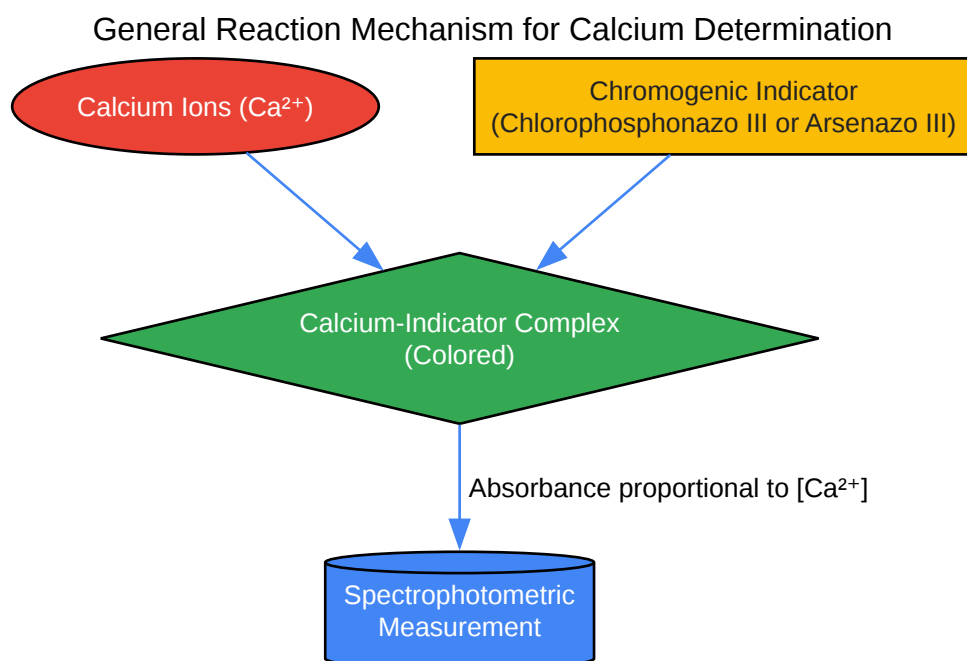 General Reaction Mechanism for Calcium Determination
Calcium Ions (Ca²⁺)
Chromogenic Indicator
(Chlorophosphonazo III or Arsenazo III)
Calcium-Indicator Complex
(Colored)
Absorbance proportional to [Ca²⁺]
Spectrophotometric
Measurement